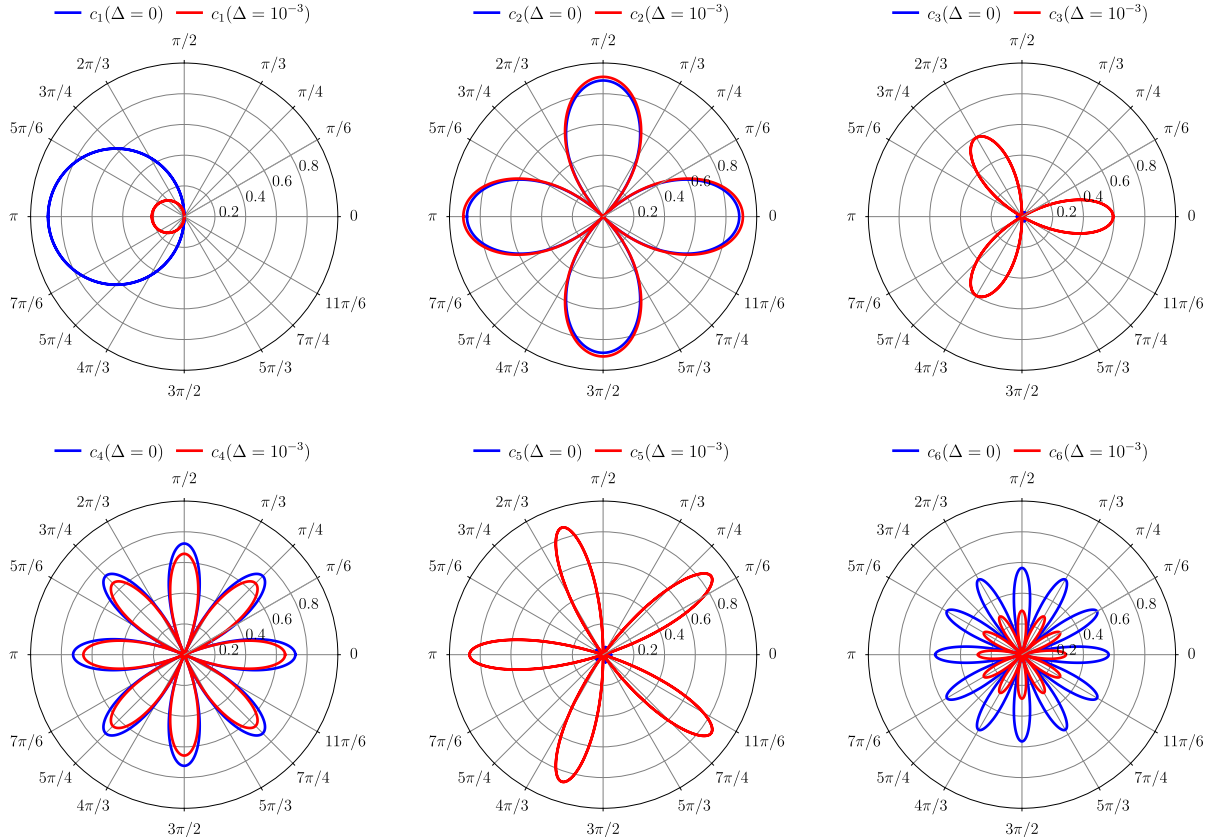 c₁(Δ = 0) c₁(Δ = 10⁻³)
π/2
2π/3 π/3
3π/4 π/4
5π/6 π/6
0.8
0.6
0.4
0.2
π 0
7π/6 11π/6
5π/4 7π/4
4π/3 5π/3
3π/2
c₂(Δ = 0) c₂(Δ = 10⁻³)
π/2
2π/3 π/3
3π/4 π/4
5π/6 π/6
0.8
0.6
0.4
0.2
π 0
7π/6 11π/6
5π/4 7π/4
4π/3 5π/3
3π/2
c₃(Δ = 0) c₃(Δ = 10⁻³)
π/2
2π/3 π/3
3π/4 π/4
5π/6 π/6
0.8
0.6
0.4
0.2
π 0
7π/6 11π/6
5π/4 7π/4
4π/3 5π/3
3π/2
c₄(Δ = 0) c₄(Δ = 10⁻³)
π/2
2π/3 π/3
3π/4 π/4
5π/6 π/6
0.8
0.6
0.4
0.2
π 0
7π/6 11π/6
5π/4 7π/4
4π/3 5π/3
3π/2
c₅(Δ = 0) c₅(Δ = 10⁻³)
π/2
2π/3 π/3
3π/4 π/4
5π/6 π/6
0.8
0.6
0.4
0.2
π 0
7π/6 11π/6
5π/4 7π/4
4π/3 5π/3
3π/2
c₆(Δ = 0) c₆(Δ = 10⁻³)
π/2
2π/3 π/3
3π/4 π/4
5π/6 π/6
0.8
0.6
0.4
0.2
π 0
7π/6 11π/6
5π/4 7π/4
4π/3 5π/3
3π/2